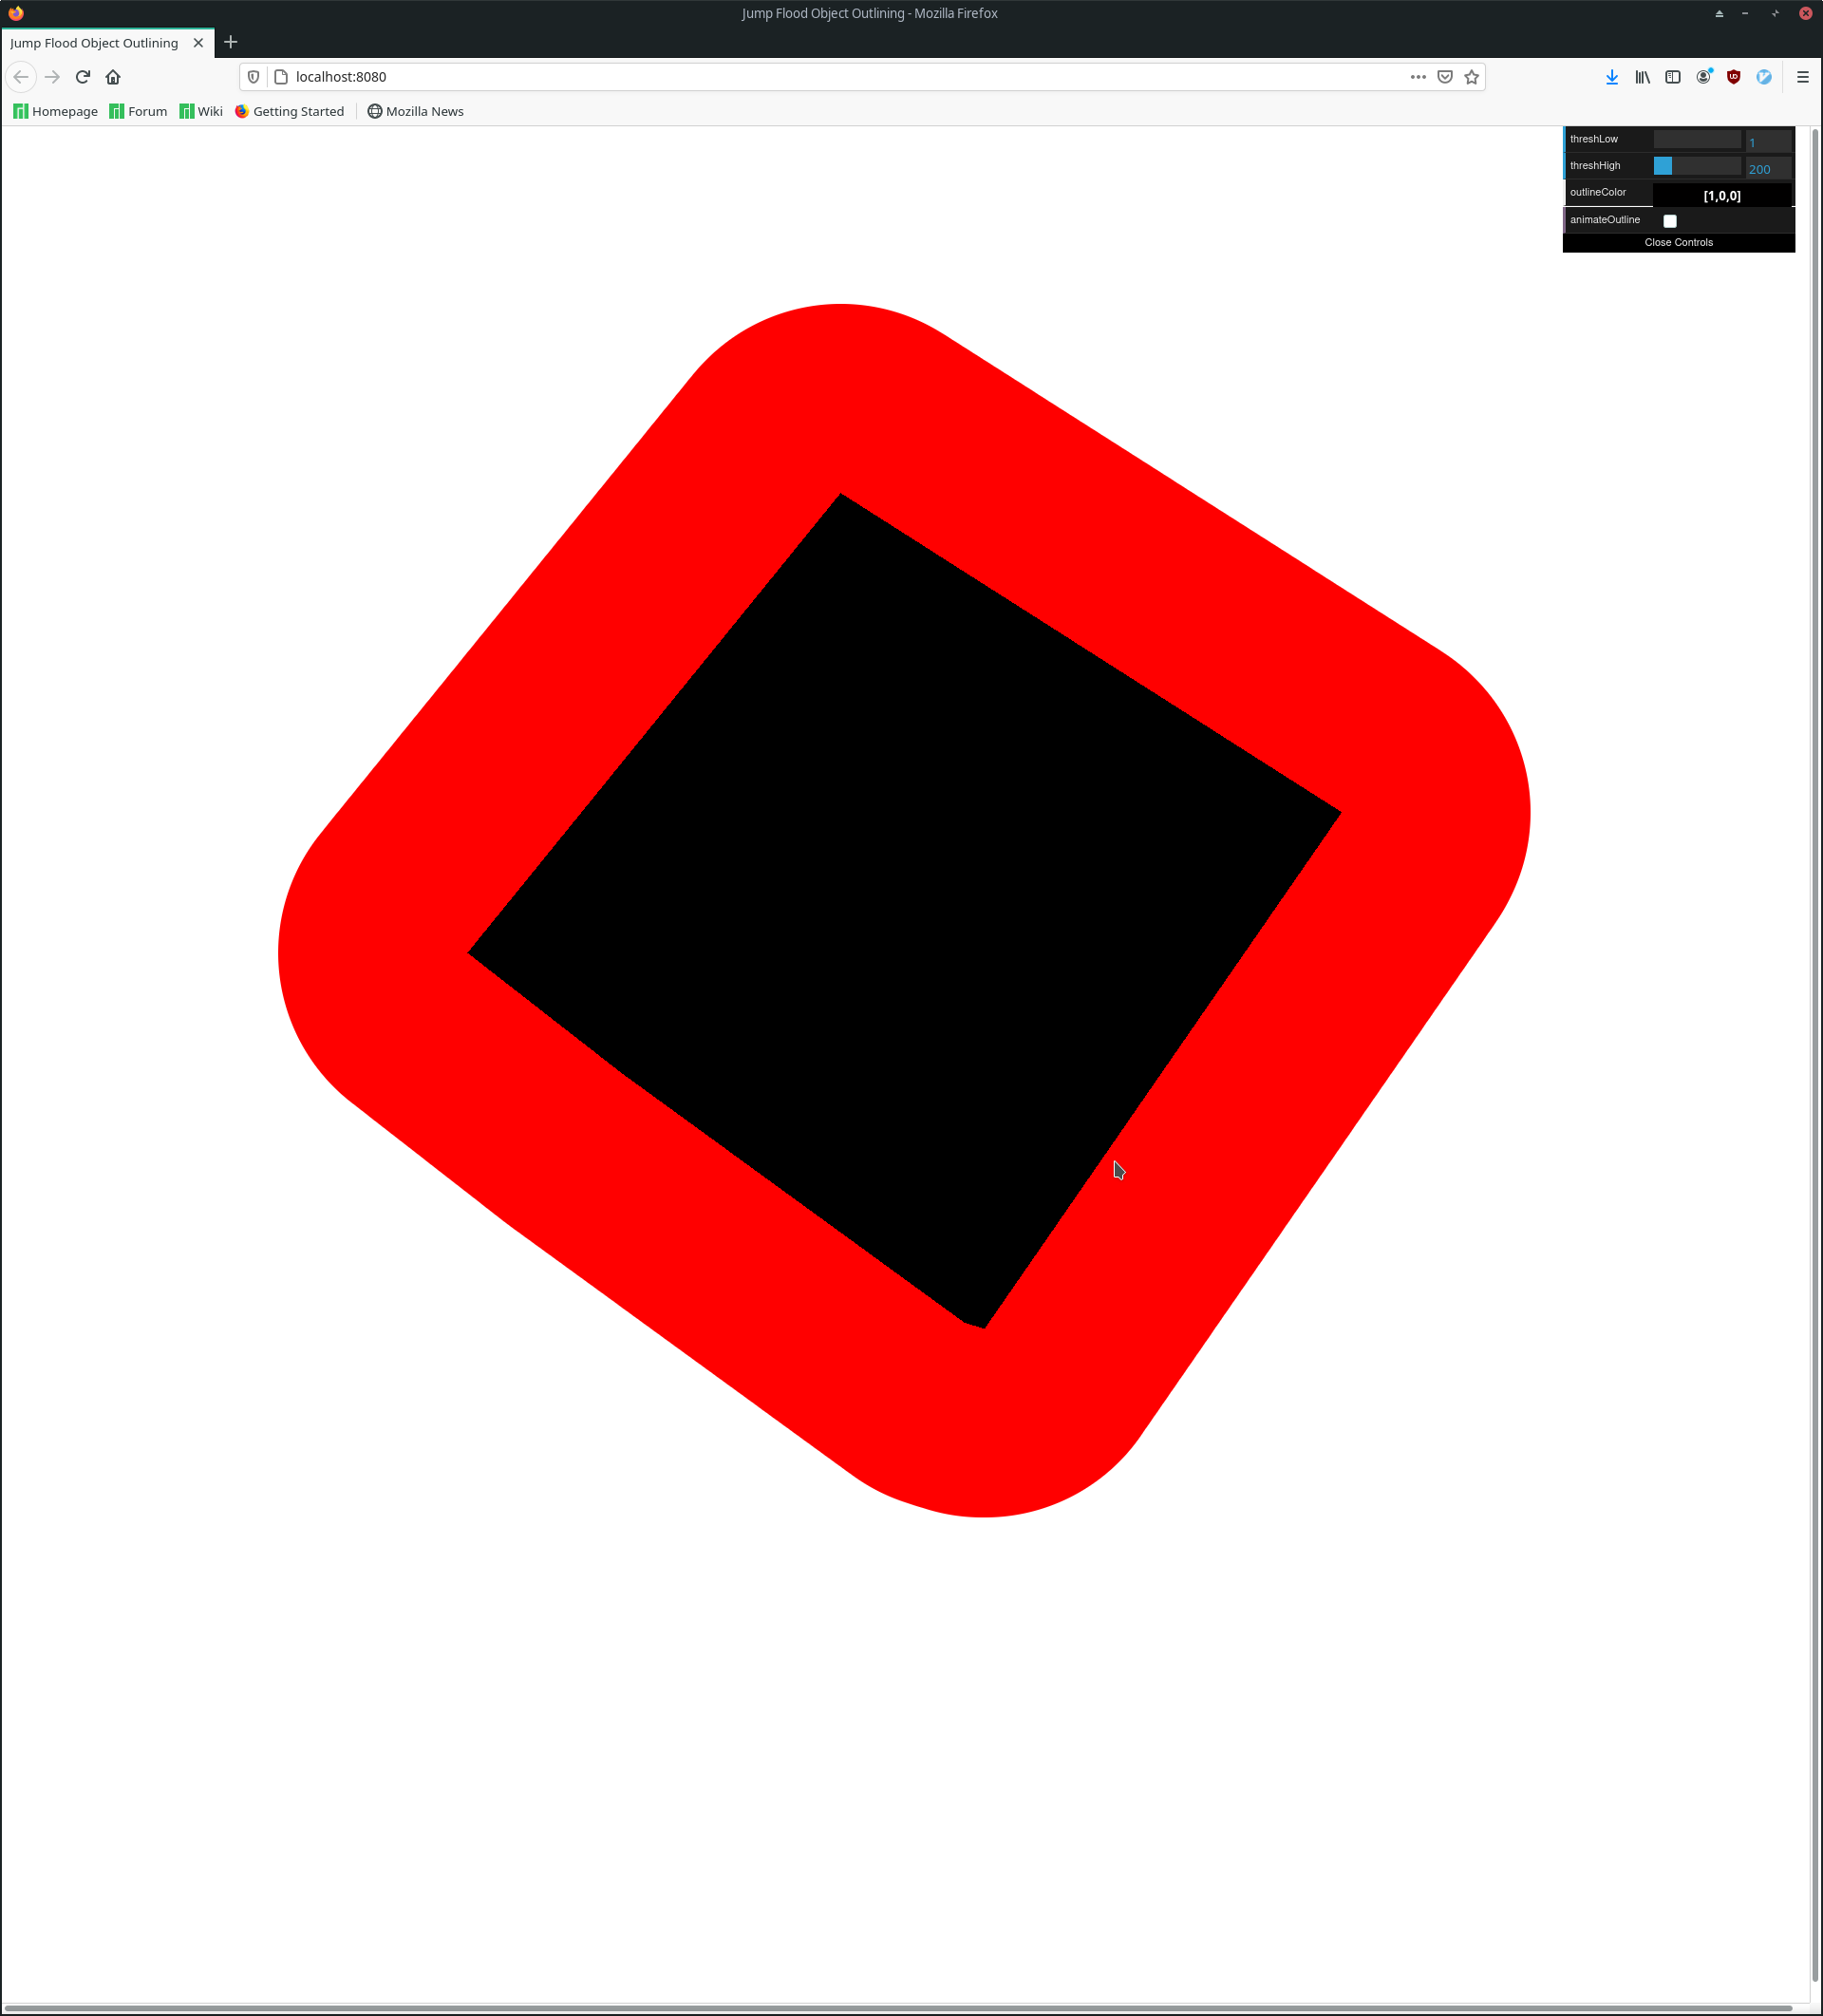 Jump Flood Object Outlining - Mozilla Firefox
Jump Flood Object Outlining
localhost:8080
Homepage Forum Wiki Getting Started Mozilla News
threshLow 1
threshHigh 200
outlineColor [1,0,0]
animateOutline
Close Controls